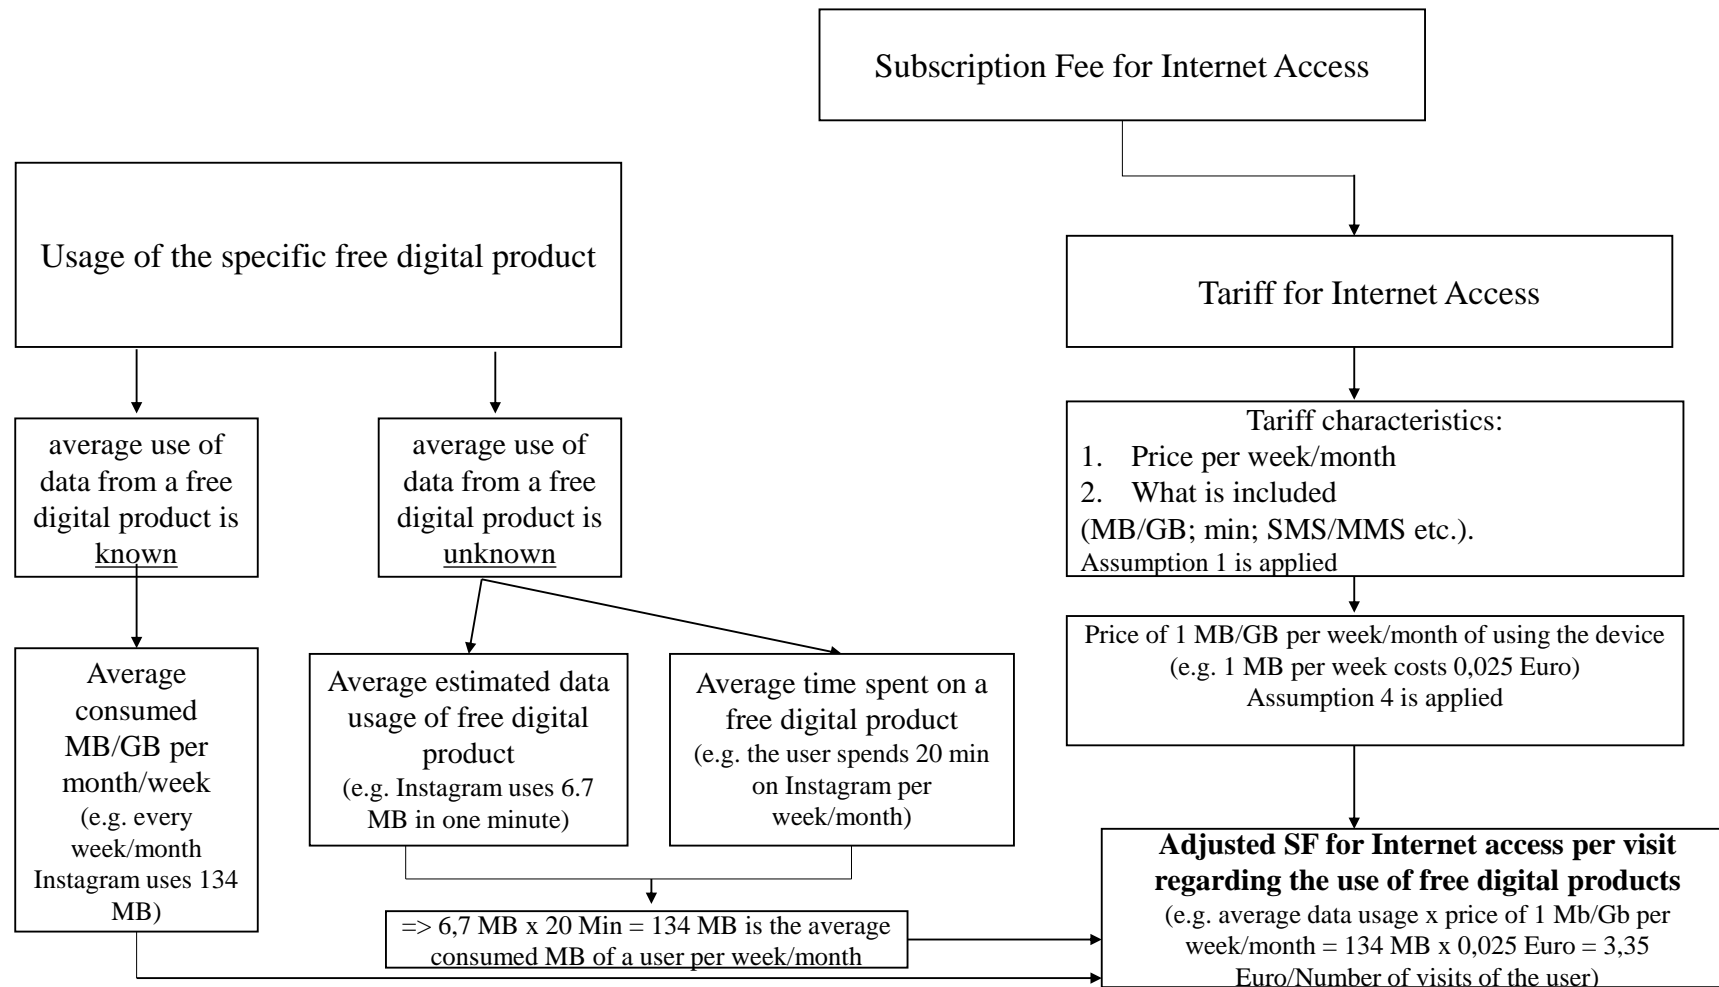 Subscription Fee for Internet Access
Usage of the specific free digital product
Tariff for Internet Access
average use of
data from a free
digital product is
known
average use of
data from a free
digital product is
unknown
Tariff characteristics:
1. Price per week/month
2. What is included
(MB/GB; min; SMS/MMS etc.).
Assumption 1 is applied
Price of 1 MB/GB per week/month of using the device
(e.g. 1 MB per week costs 0,025 Euro)
Assumption 4 is applied
Average
consumed
MB/GB per
month/week
(e.g. every
week/month
Instagram uses 134
MB)
Average estimated data
usage of free digital
product
(e.g. Instagram uses 6.7
MB in one minute)
Average time spent on a
free digital product
(e.g. the user spends 20 min
on Instagram per
week/month)
=> 6,7 MB x 20 Min = 134 MB is the average
consumed MB of a user per week/month
Adjusted SF for Internet access per visit
regarding the use of free digital products
(e.g. average data usage x price of 1 Mb/Gb per
week/month = 134 MB x 0,025 Euro = 3,35
Euro/Number of visits of the user)